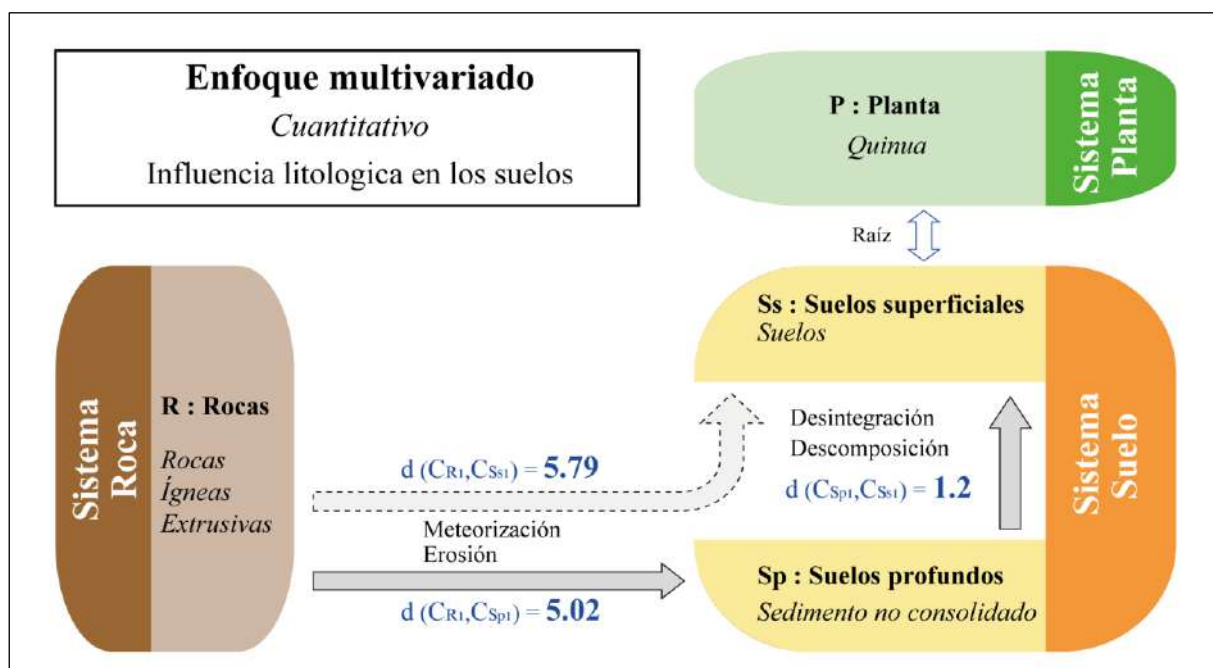 Enfoque multivariado
Cuantitativo
Influencia litologica en los suelos
P : Planta
Quinua
Sistema
Planta
Raíz
Sistema
Roca
R : Rocas
Rocas
Ígneas
Extrusivas
d (CR1,CSs1) = 5.79
Meteorización
Erosión
d (CR1,CSp1) = 5.02
Ss : Suelos superficiales
Suelos
Desintegración
Descomposición
d (CSp1,CSs1) = 1.2
Sp : Suelos profundos
Sedimento no consolidado
Sistema
Suelo